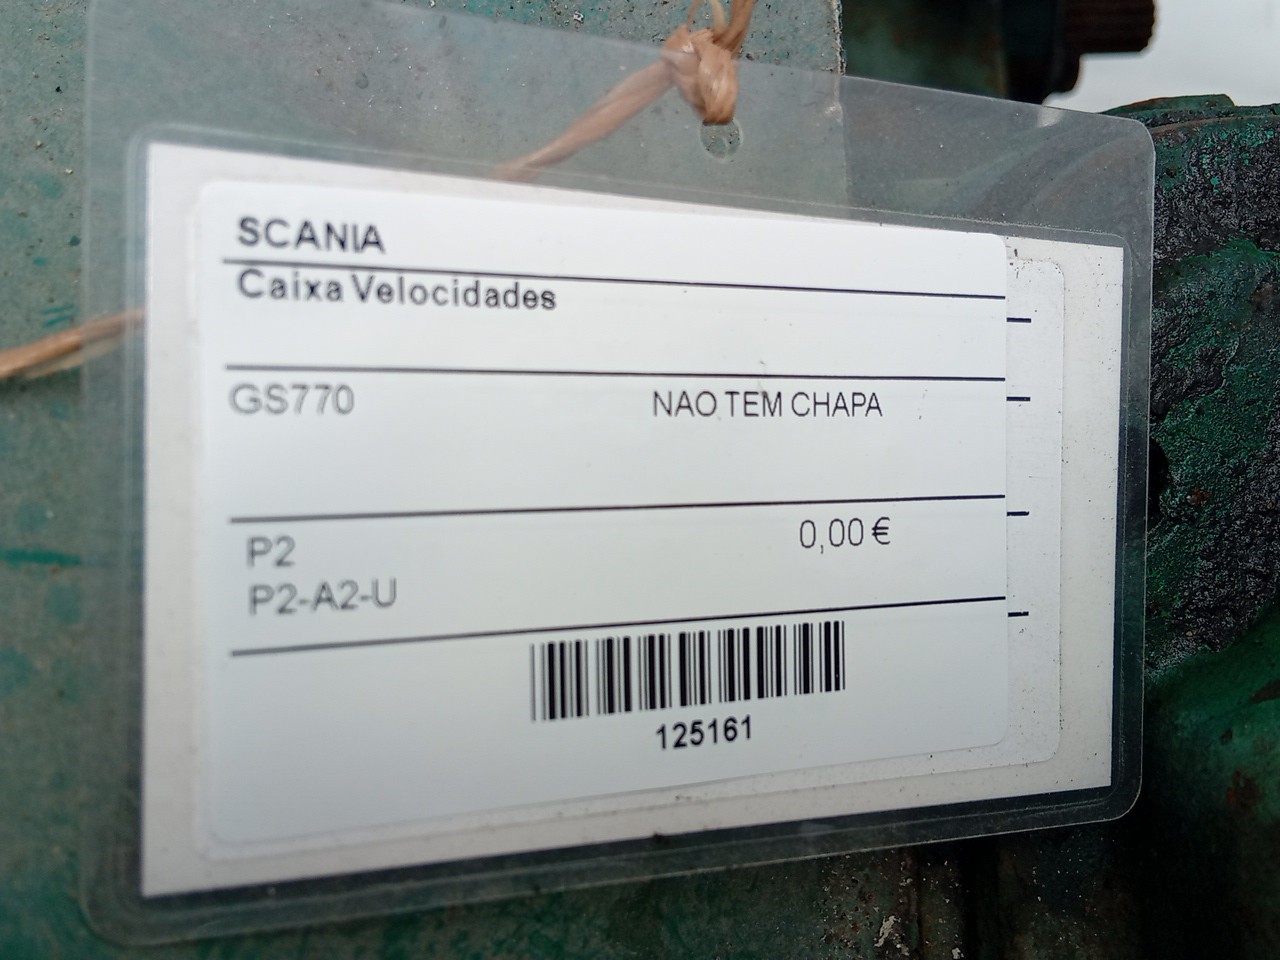 SCANIA
Caixa Velocidades
GS770 NAO TEM CHAPA
P2 0,00 €
P2-A2-U
125161